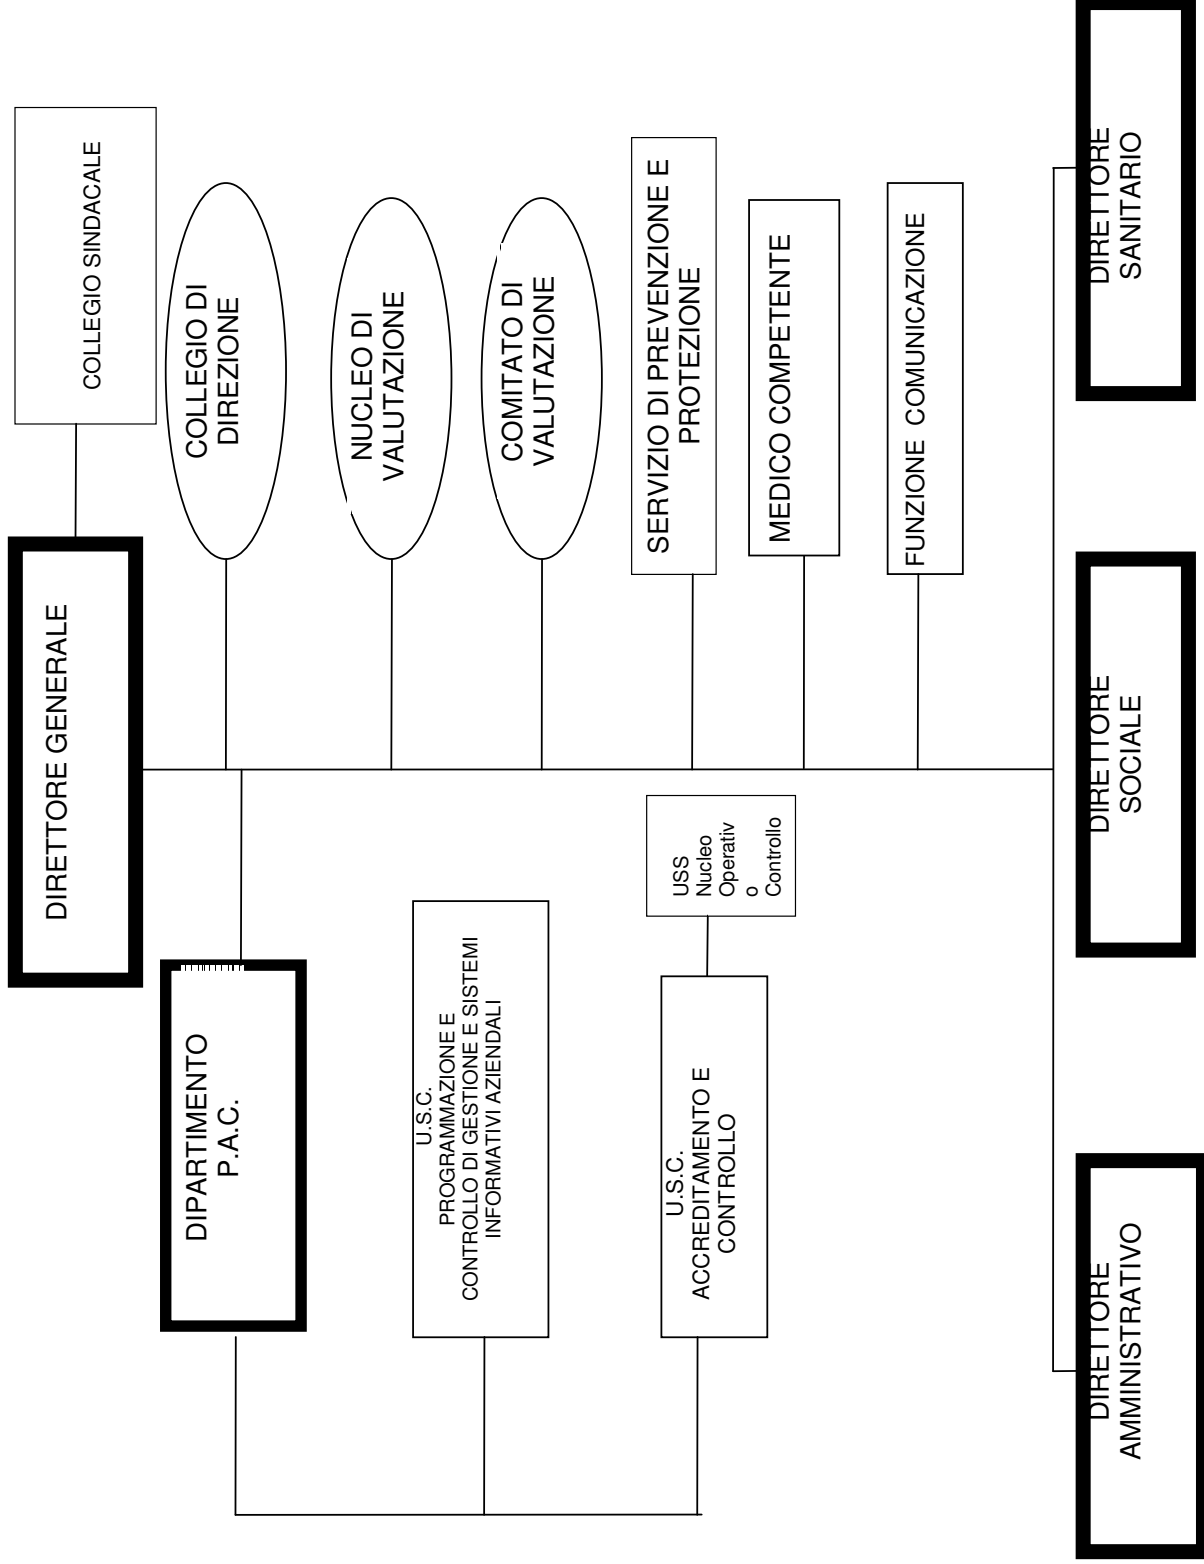 COLLEGIO SINDACALE
DIRETTORE GENERALE
COLLEGIO DI
DIREZIONE
DIPARTIMENTO
P.A.C.
NUCLEO DI
VALUTAZIONE
U.S.C.
PROGRAMMAZIONE E
CONTROLLO DI GESTIONE E SISTEMI
INFORMATIVI AZIENDALI
COMITATO DI
VALUTAZIONE
SERVIZIO DI PREVENZIONE E
PROTEZIONE
USS
Nucleo
Operativ
o
Controllo
U.S.C.
ACCREDITAMENTO E
CONTROLLO
MEDICO COMPETENTE
FUNZIONE COMUNICAZIONE
DIRETTORE
AMMINISTRATIVO
DIRETTORE
SOCIALE
DIRETTORE
SANITARIO